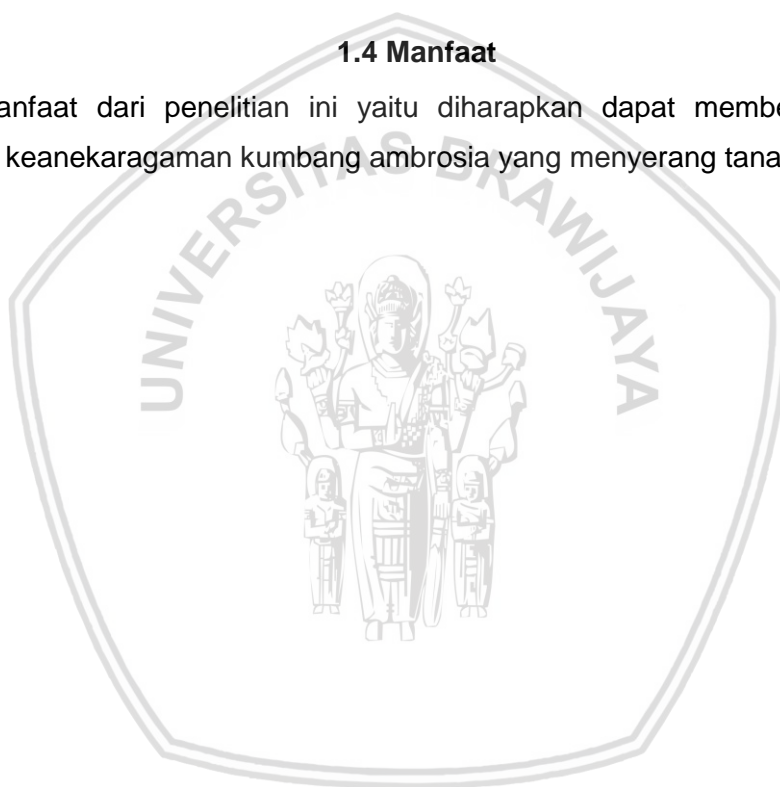 1.4 Manfaat
anfaat dari penelitian ini yaitu diharapkan dapat membe
keanekaragaman kumbang ambrosia yang menyerang tana
UNIVERSITAS BRAWIJAYA